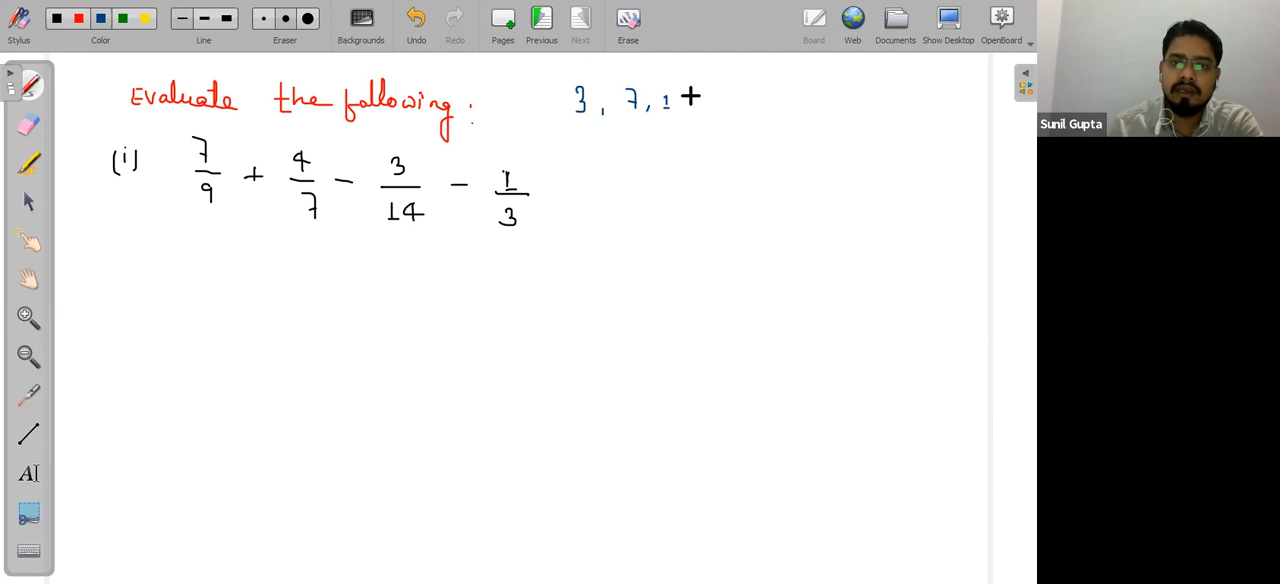 Stylus Color Line Eraser Backgrounds Undo Redo Pages Previous Next Erase Board Web Documents Show Desktop OpenBoard
Evaluate the following: 3, 7, 1
(i) 7/9 + 4/7 - 3/14 - 1/3
Sunil Gupta